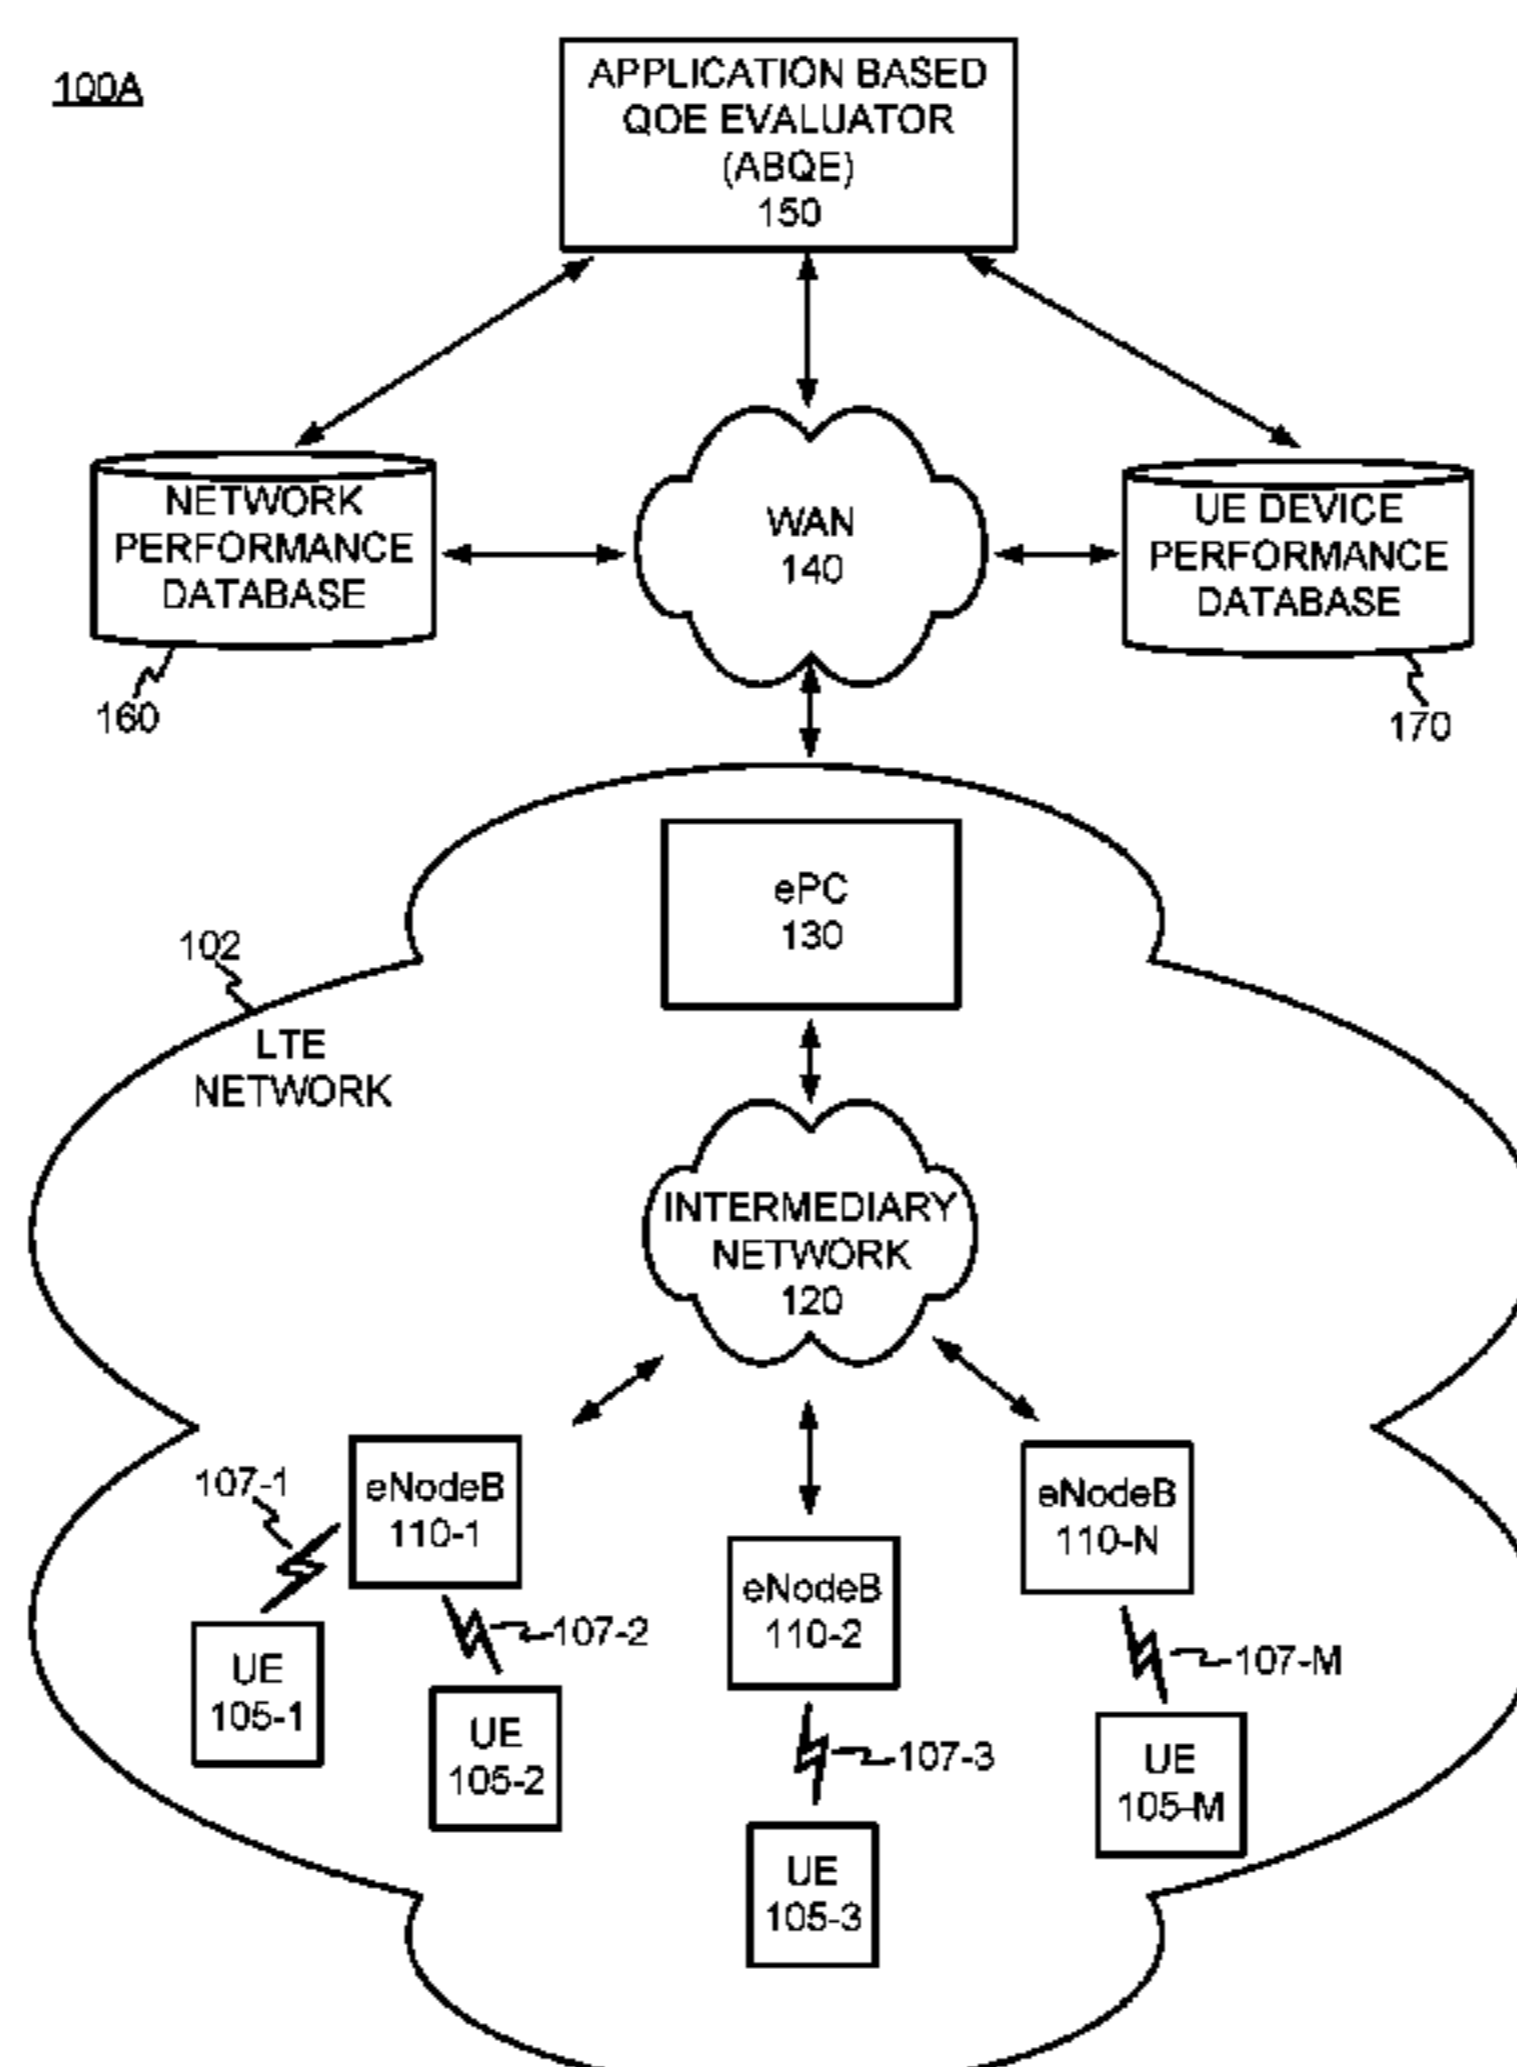 100A
APPLICATION BASED
QOE EVALUATOR
(ABQE)
150
NETWORK
PERFORMANCE
DATABASE
160
WAN
140
UE DEVICE
PERFORMANCE
DATABASE
170
ePC
130
102
LTE
NETWORK
INTERMEDIARY
NETWORK
120
107-1
eNodeB
110-1
eNodeB
110-2
eNodeB
110-N
107-2
107-M
UE
105-1
UE
105-2
107-3
UE
105-3
UE
105-M